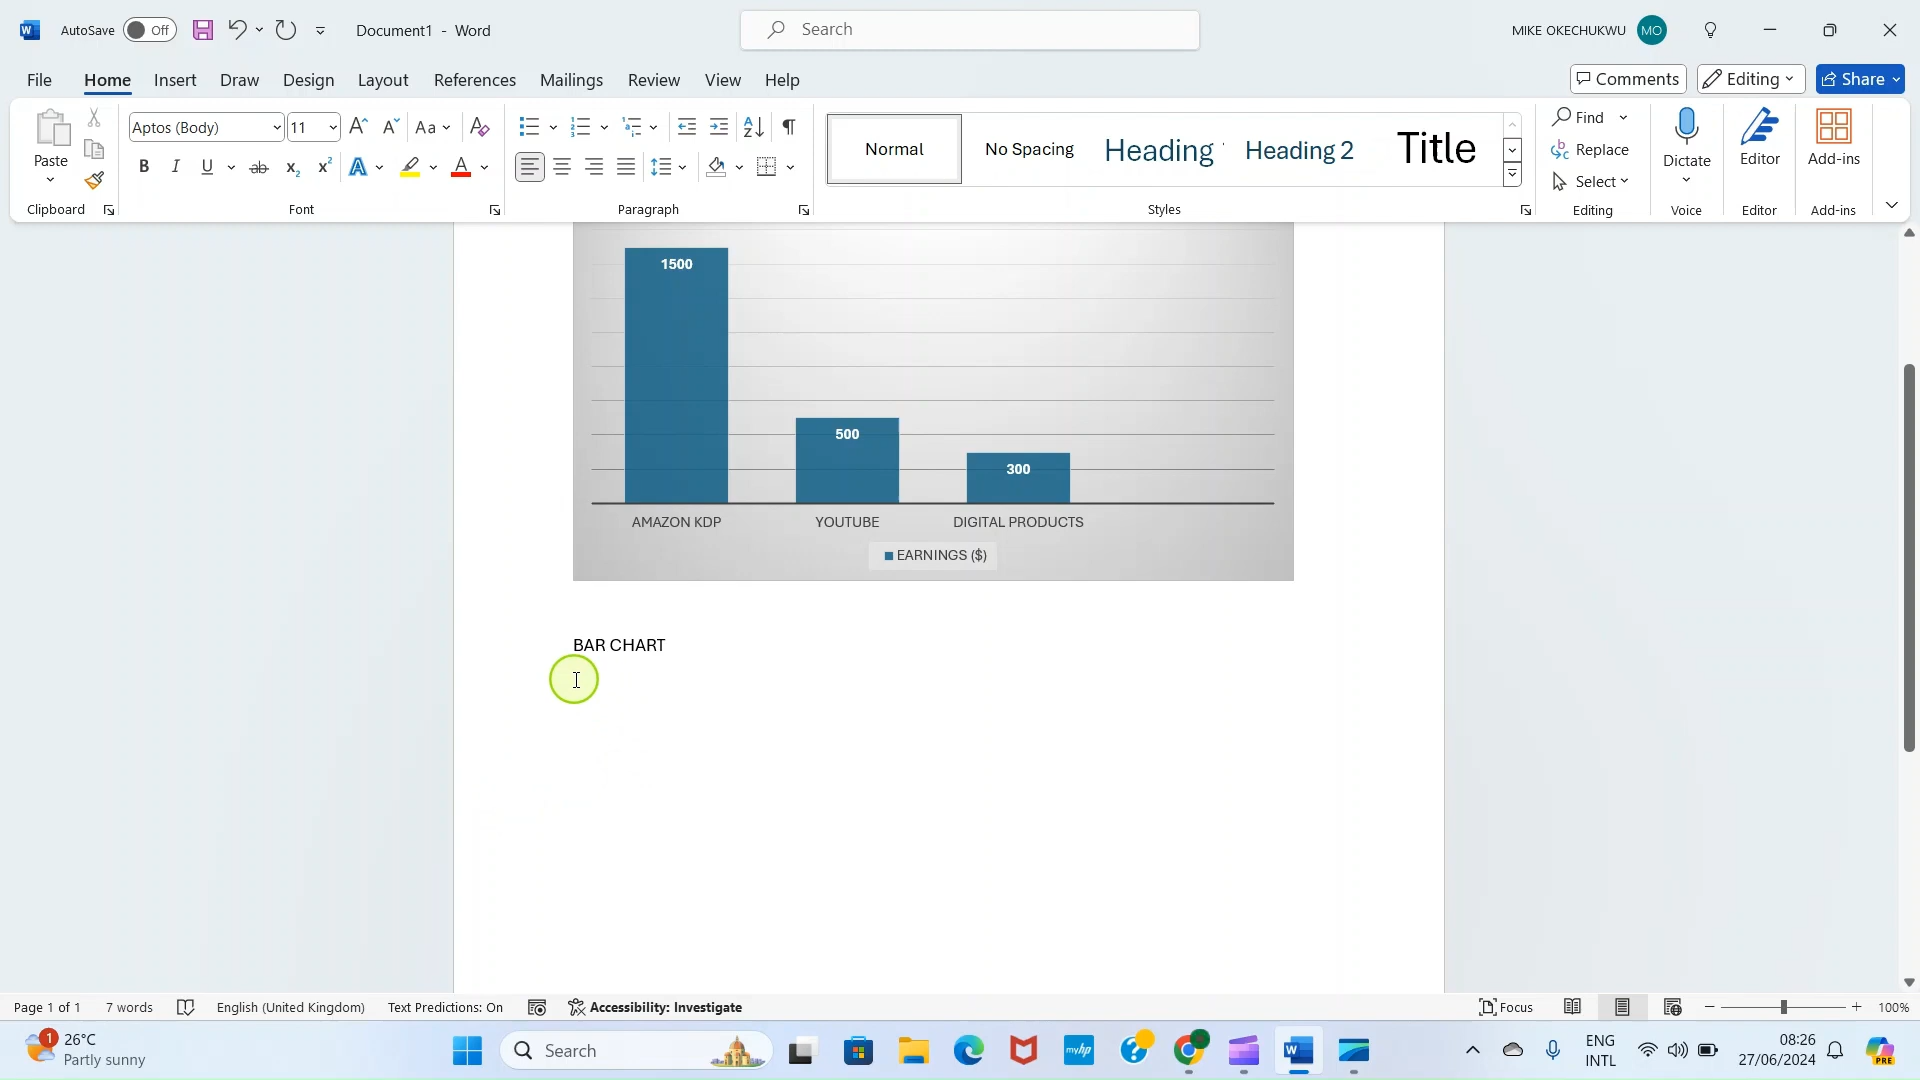 AutoSave Off Document1 - Word Search MIKE OKECHUKWU MO
File Home Insert Draw Design Layout References Mailings Review View Help Comments Editing Share
Paste Aptos (Body) 11 Aa Normal No Spacing Heading Heading 2 Title Find Replace Select Dictate Editor Add-ins
Clipboard Font Paragraph Styles Editing Voice Editor Add-ins
1500
500
300
AMAZON KDP YOUTUBE DIGITAL PRODUCTS
EARNINGS ($)
BAR CHART
Page 1 of 1 7 words English (United Kingdom) Text Predictions: On Accessibility: Investigate Focus 100%
1 26°C
Partly sunny
Search
myhp
ENG
INTL
08:26
27/06/2024
PRE